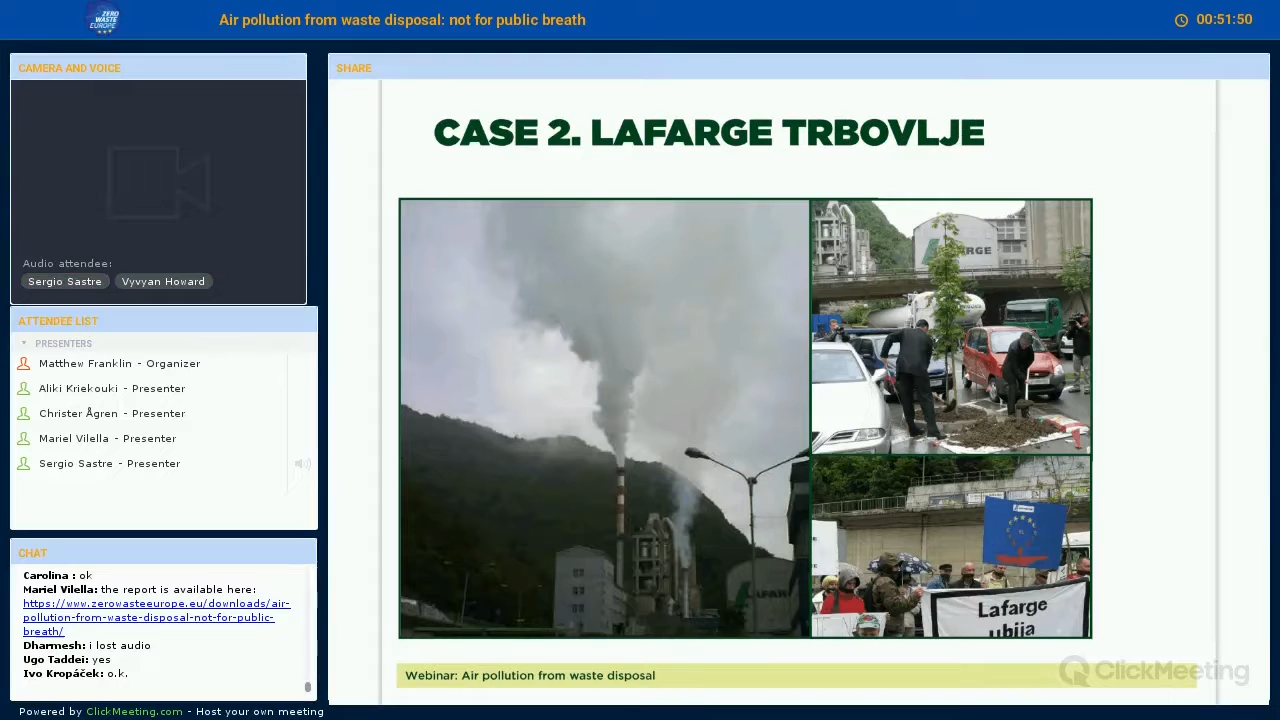 ZERO WASTE EUROPE
Air pollution from waste disposal: not for public breath
00:51:50
CAMERA AND VOICE
Audio attendee:
Sergio Sastre
Vyvyan Howard
ATTENDEE LIST
PRESENTERS
Matthew Franklin - Organizer
Aliki Kriekouki - Presenter
Christer Ågren - Presenter
Mariel Vilella - Presenter
Sergio Sastre - Presenter
CHAT
Carolina : ok
Mariel Vilella: the report is available here:
https://www.zerowasteeurope.eu/downloads/air-
pollution-from-waste-disposal-not-for-public-
breath/
Dharmesh: i lost audio
Ugo Taddei: yes
Ivo Kropáček: o.k.
Powered by ClickMeeting.com - Host your own meeting
SHARE
CASE 2. LAFARGE TRBOVLJE
Lafarge
ubija
Webinar: Air pollution from waste disposal
ClickMeeting